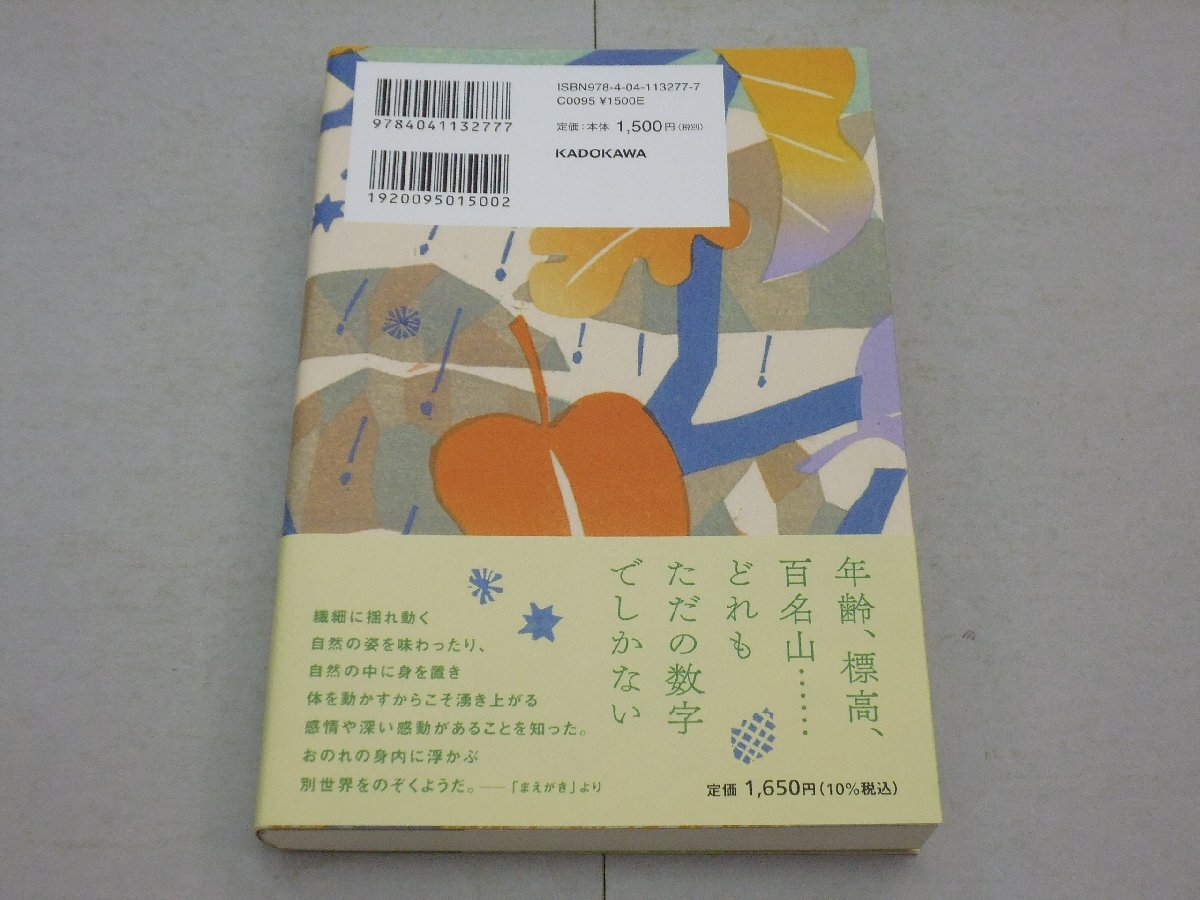 ISBN978-4-04-113277-7
C0095 ¥1500E
定価：本体 1,500円（税別）
KADOKAWA
9784041132777
1920095015002
年齢、標高、
百名山……
どれも
ただの数字
でしかない
繊細に揺れ動く
自然の姿を味わったり、
自然の中に身を置き
体を動かすからこそ湧き上がる
感情や深い感動があることを知った。
おのれの身内に浮かぶ
別世界をのぞくようだ。──「まえがき」より
定価 1,650円（10%税込）